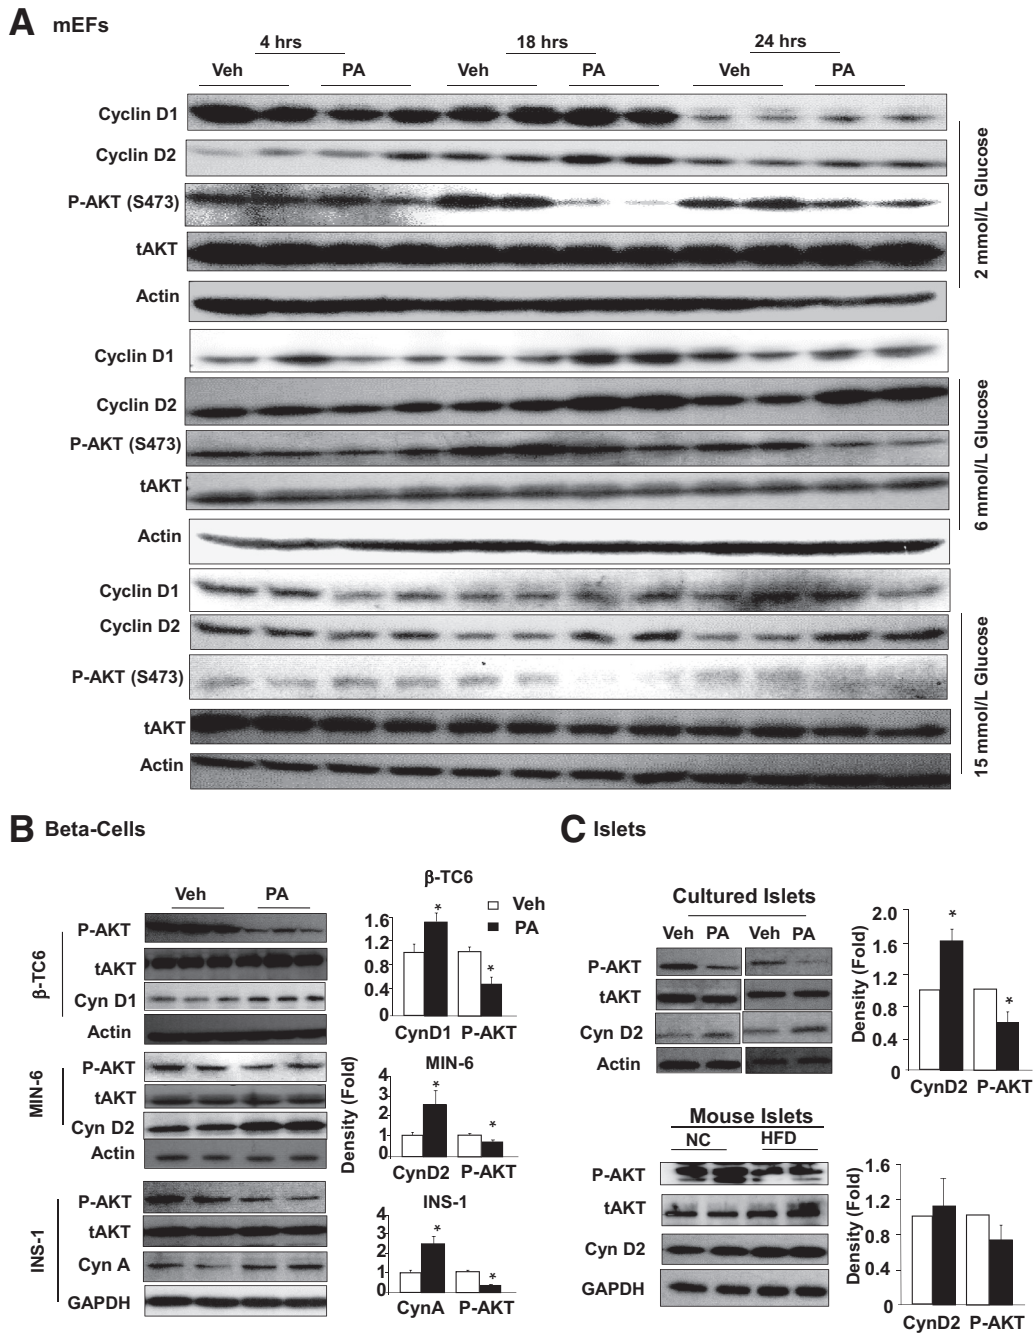 A mEFs
4 hrs 18 hrs 24 hrs
Veh PA Veh PA Veh PA
Cyclin D1
Cyclin D2
P-AKT (S473)
tAKT
Actin
2 mmol/L Glucose
Cyclin D1
Cyclin D2
P-AKT (S473)
tAKT
Actin
6 mmol/L Glucose
Cyclin D1
Cyclin D2
P-AKT (S473)
tAKT
Actin
15 mmol/L Glucose
B Beta-Cells
Veh PA
β-TC6
P-AKT
tAKT
Cyn D1
Actin
MIN-6
P-AKT
tAKT
Cyn D2
Actin
INS-1
P-AKT
tAKT
Cyn A
GAPDH
Density (Fold)
β-TC6
Veh
PA
1.6
1.2
0.8
0.4
0
* *
CynD1 P-AKT
MIN-6
4
3
2
1
0
* *
CynD2 P-AKT
INS-1
4
3
2
1
0
* *
CynA P-AKT
C Islets
Cultured Islets
Veh PA Veh PA
P-AKT
tAKT
Cyn D2
Actin
Density (Fold)
2.0
1.6
1.2
0.8
0.4
0
* *
CynD2 P-AKT
Mouse Islets
NC HFD
P-AKT
tAKT
Cyn D2
GAPDH
Density (Fold)
1.6
1.2
0.8
0.4
0
CynD2 P-AKT